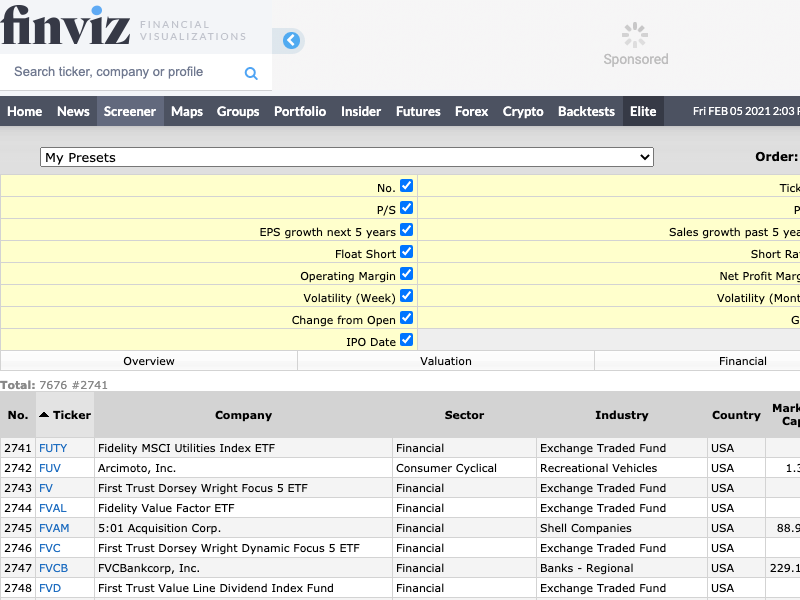 finviz FINANCIAL VISUALIZATIONS
Sponsored
Search ticker, company or profile
Home News Screener Maps Groups Portfolio Insider Futures Forex Crypto Backtests Elite Fri FEB 05 2021 2:03
My Presets Order:
No. Tick
P/S P
EPS growth next 5 years Sales growth past 5 yea
Float Short Short Ra
Operating Margin Net Profit Marg
Volatility (Week) Volatility (Mont
Change from Open G
IPO Date
Overview Valuation Financial
Total: 7676 #2741
No. Ticker Company Sector Industry Country Mark Cap
2741 FUTY Fidelity MSCI Utilities Index ETF Financial Exchange Traded Fund USA
2742 FUV Arcimoto, Inc. Consumer Cyclical Recreational Vehicles USA 1.3
2743 FV First Trust Dorsey Wright Focus 5 ETF Financial Exchange Traded Fund USA
2744 FVAL Fidelity Value Factor ETF Financial Exchange Traded Fund USA
2745 FVAM 5:01 Acquisition Corp. Financial Shell Companies USA 88.9
2746 FVC First Trust Dorsey Wright Dynamic Focus 5 ETF Financial Exchange Traded Fund USA
2747 FVCB FVCBankcorp, Inc. Financial Banks - Regional USA 229.1
2748 FVD First Trust Value Line Dividend Index Fund Financial Exchange Traded Fund USA